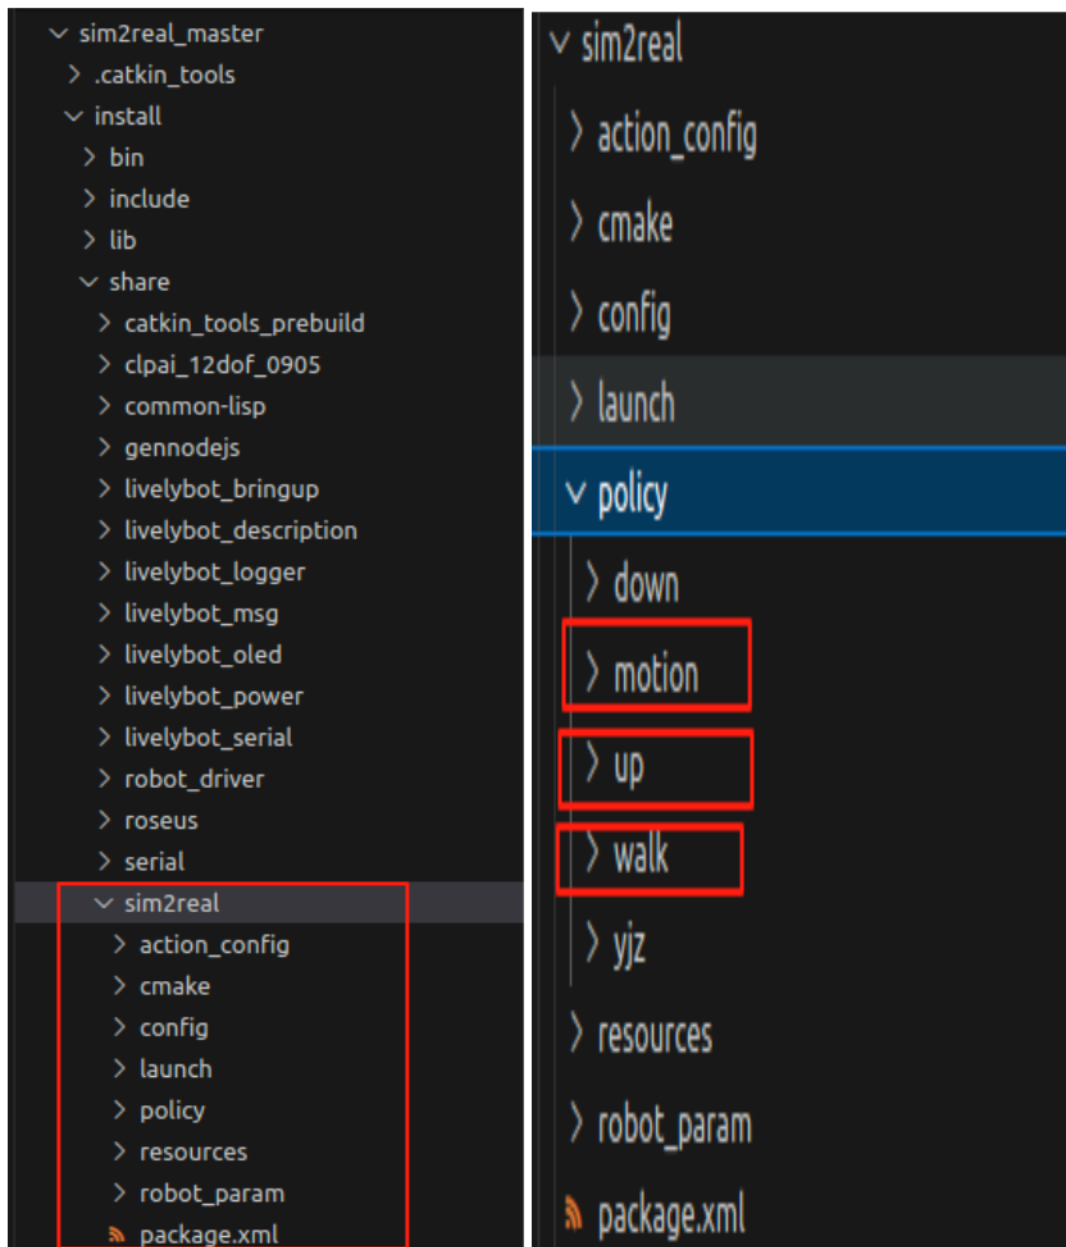 sim2real_master
.catkin_tools
install
bin
include
lib
share
catkin_tools_prebuild
clpai_12dof_0905
common-lisp
gennodejs
livelybot_bringup
livelybot_description
livelybot_logger
livelybot_msg
livelybot_oled
livelybot_power
livelybot_serial
robot_driver
roseus
serial
sim2real
action_config
cmake
config
launch
policy
resources
robot_param
package.xml
sim2real
action_config
cmake
config
launch
policy
down
motion
up
walk
yjz
resources
robot_param
package.xml